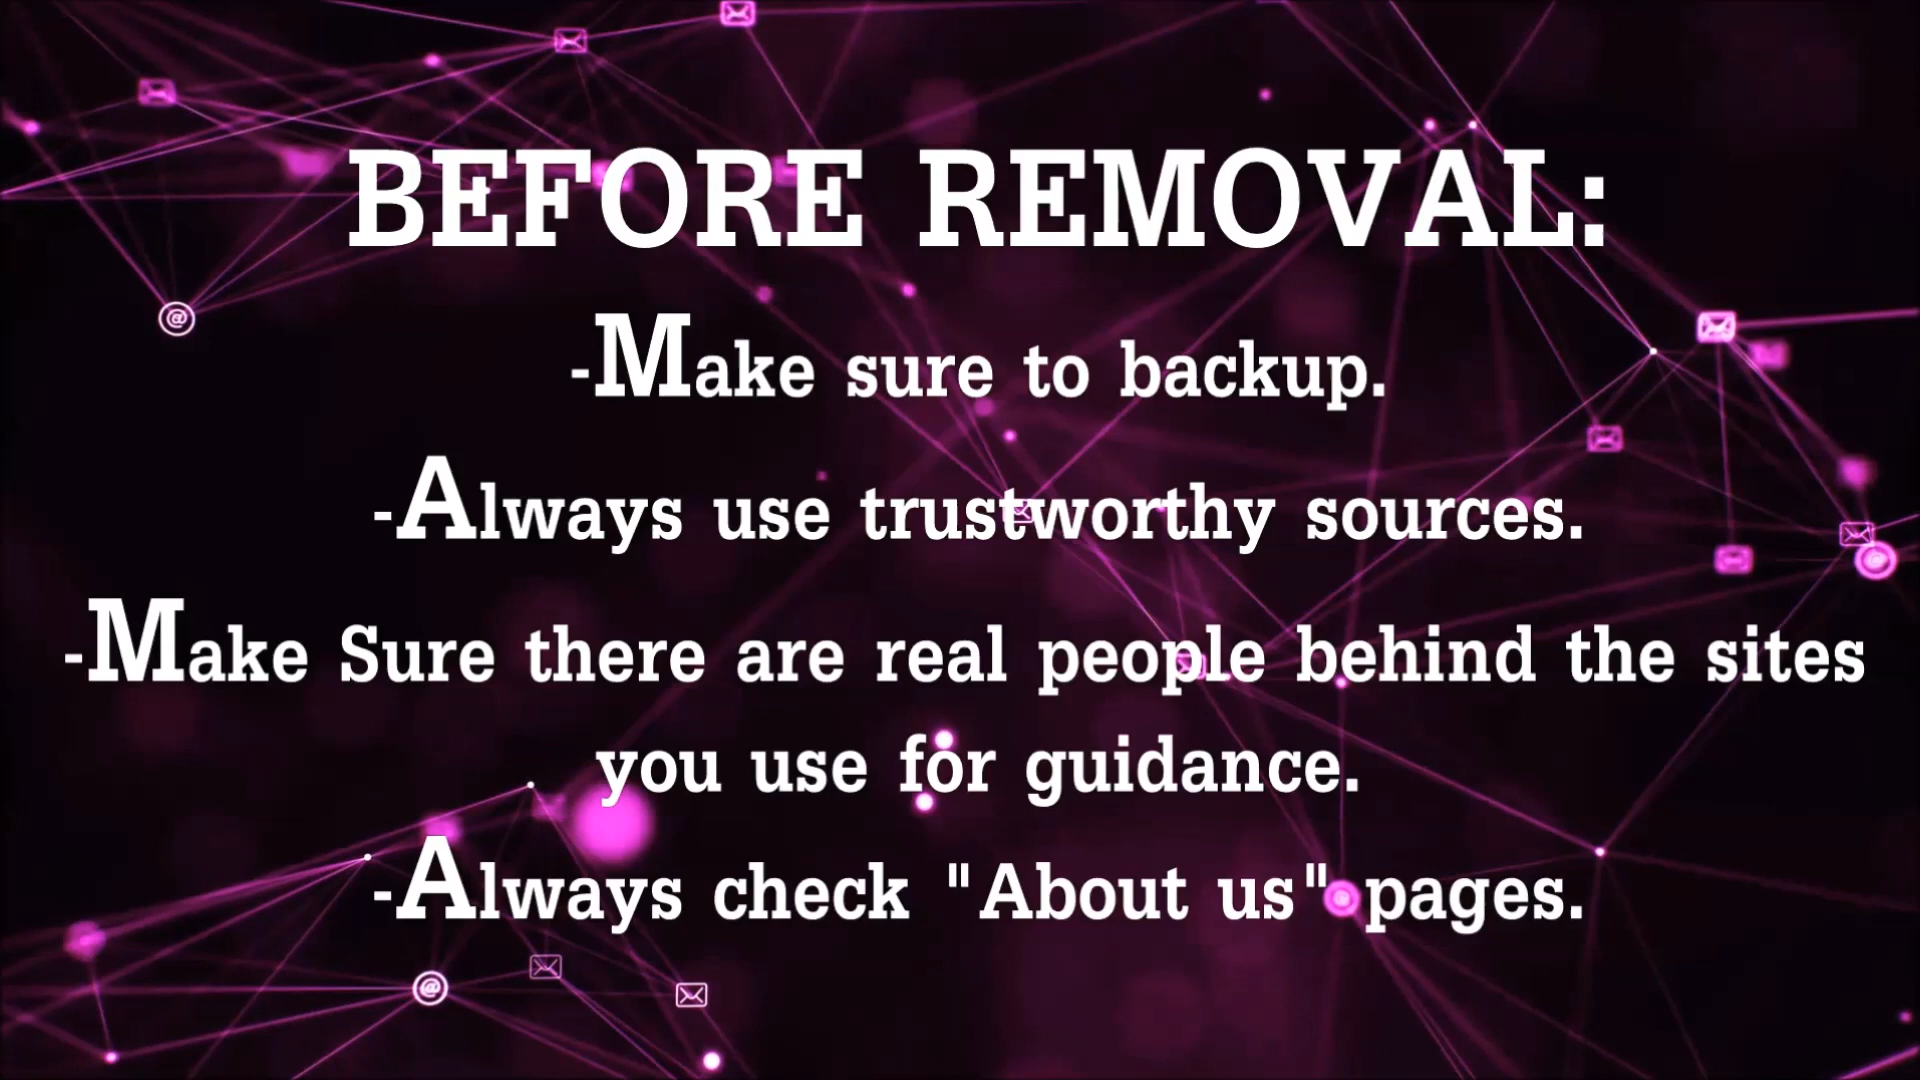 BEFORE REMOVAL:
-Make sure to backup.
-Always use trustworthy sources.
-Make Sure there are real people behind the sites
you use for guidance.
-Always check "About us" pages.